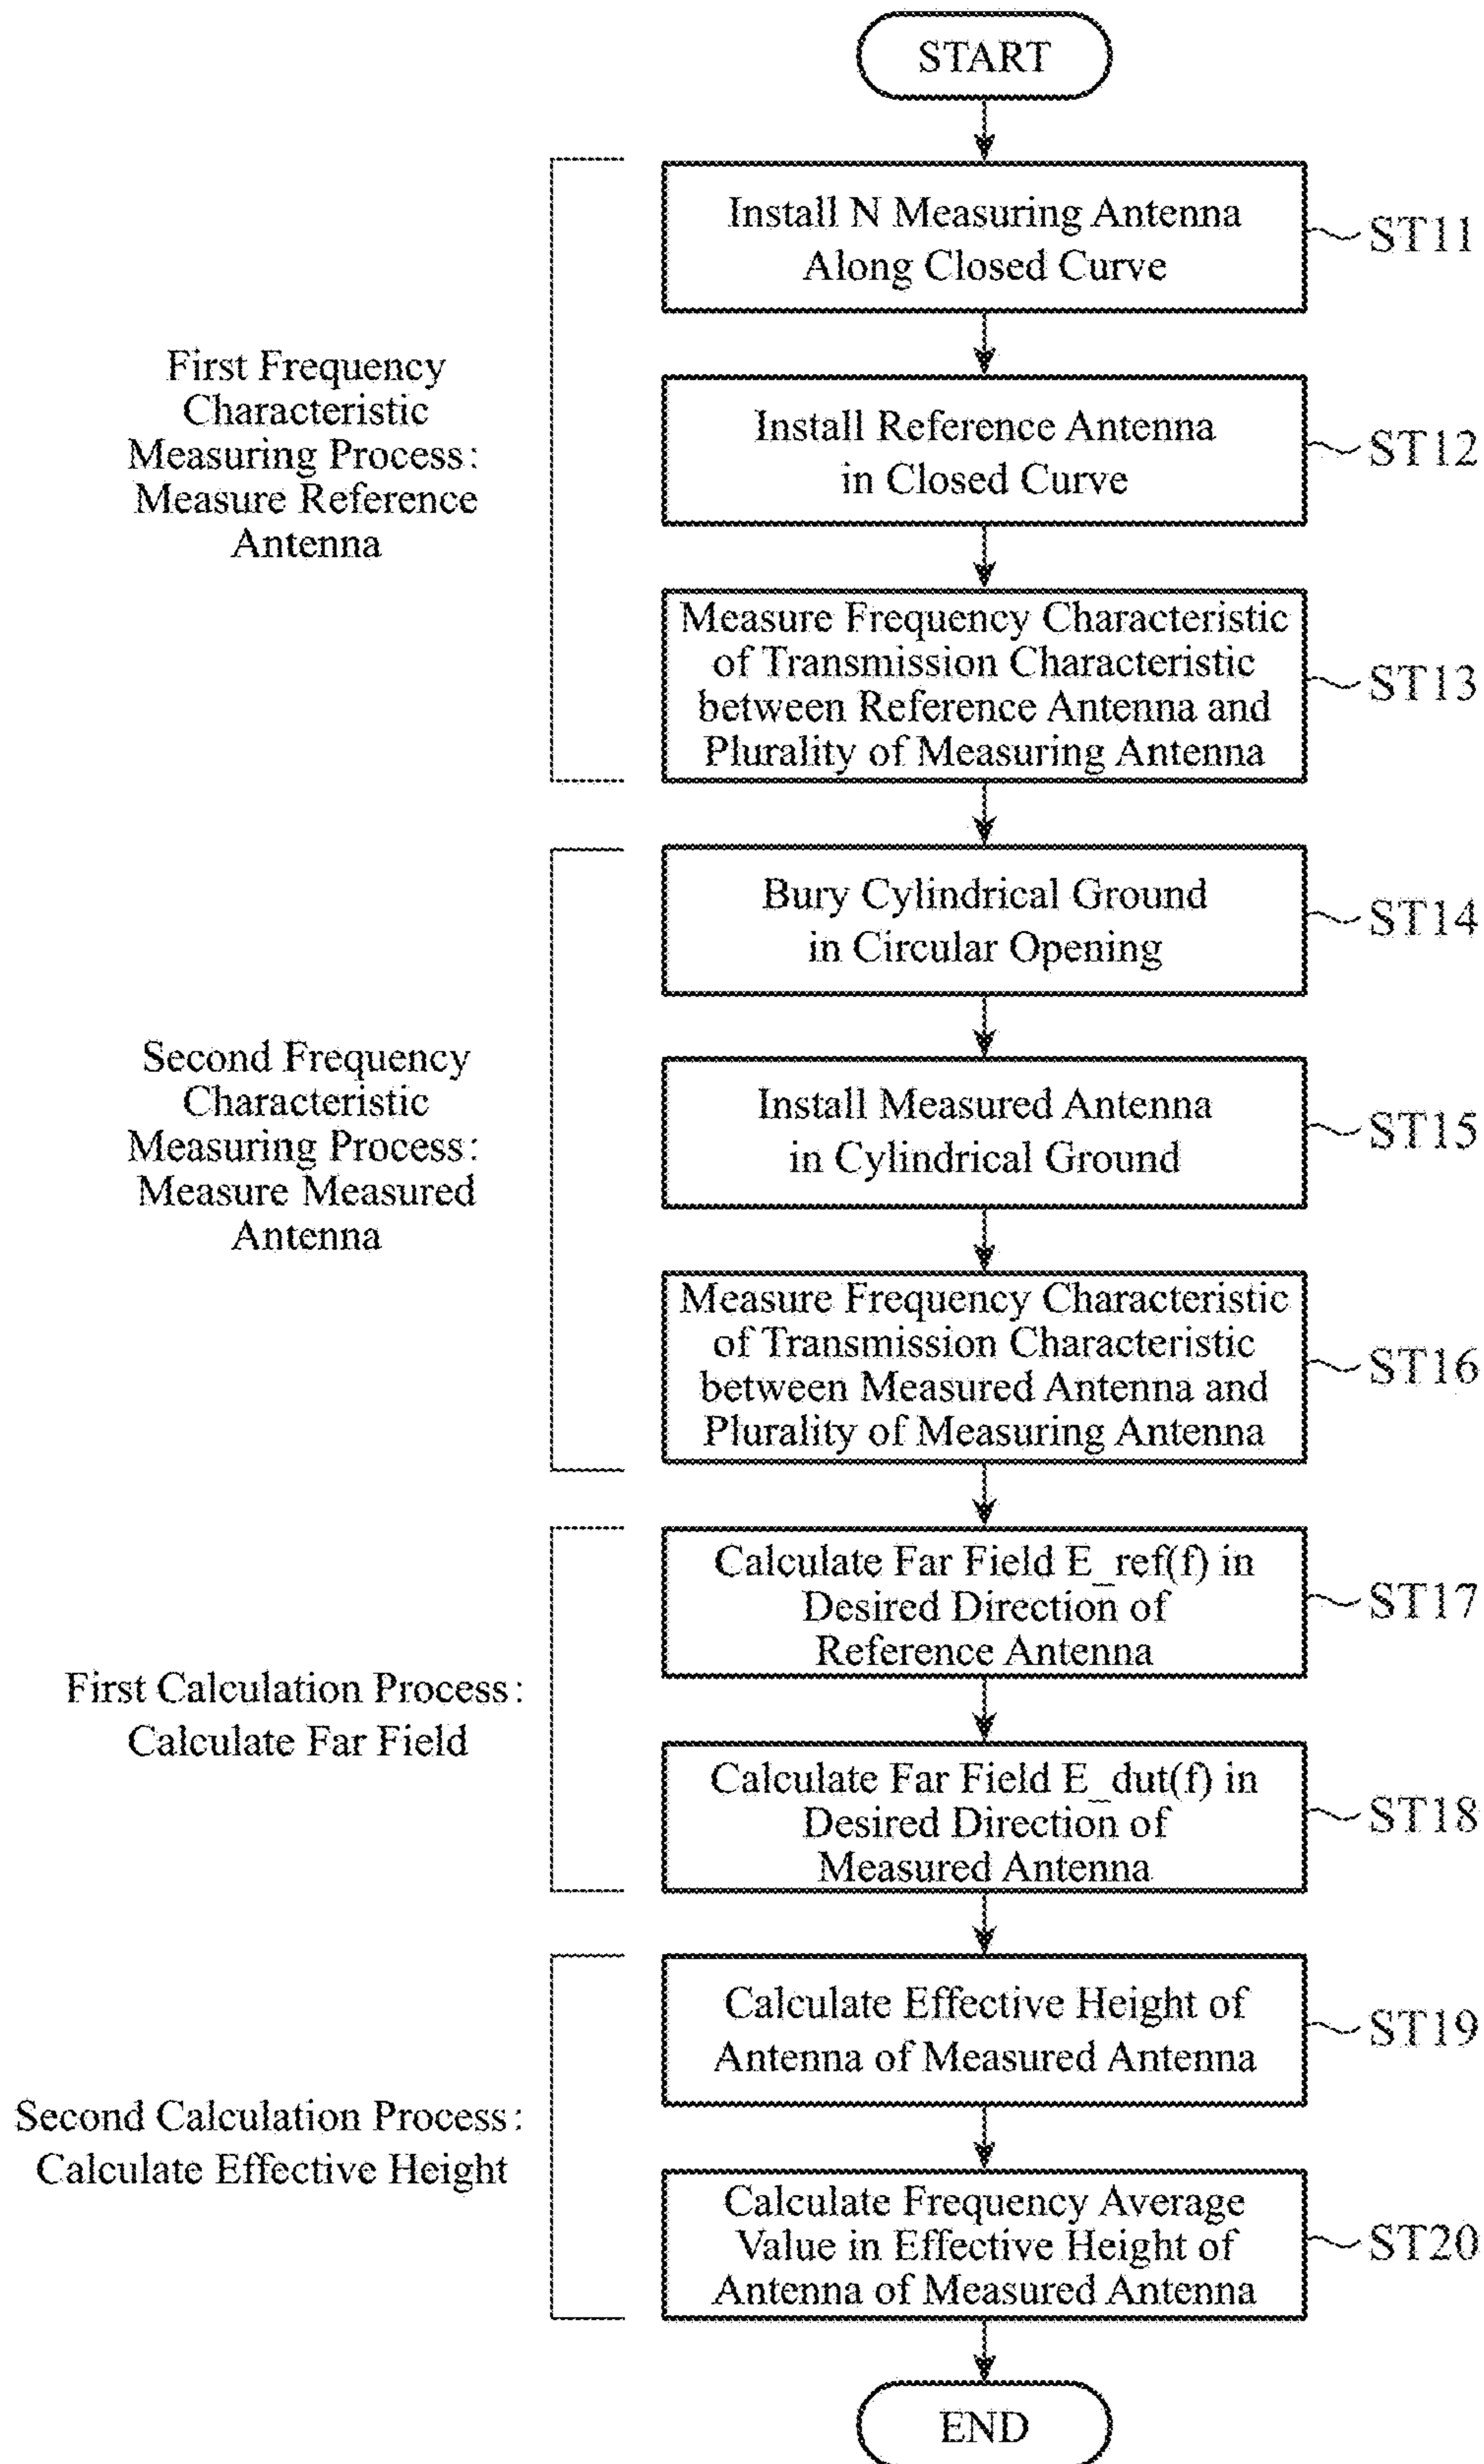 START
First Frequency
Characteristic
Measuring Process:
Measure Reference
Antenna
Install N Measuring Antenna
Along Closed Curve
ST11
Install Reference Antenna
in Closed Curve
ST12
Measure Frequency Characteristic
of Transmission Characteristic
between Reference Antenna and
Plurality of Measuring Antenna
ST13
Second Frequency
Characteristic
Measuring Process:
Measure Measured
Antenna
Bury Cylindrical Ground
in Circular Opening
ST14
Install Measured Antenna
in Cylindrical Ground
ST15
Measure Frequency Characteristic
of Transmission Characteristic
between Measured Antenna and
Plurality of Measuring Antenna
ST16
First Calculation Process:
Calculate Far Field
Calculate Far Field E_ref(f) in
Desired Direction of
Reference Antenna
ST17
Calculate Far Field E_dut(f) in
Desired Direction of
Measured Antenna
ST18
Second Calculation Process:
Calculate Effective Height
Calculate Effective Height of
Antenna of Measured Antenna
ST19
Calculate Frequency Average
Value in Effective Height of
Antenna of Measured Antenna
ST20
END